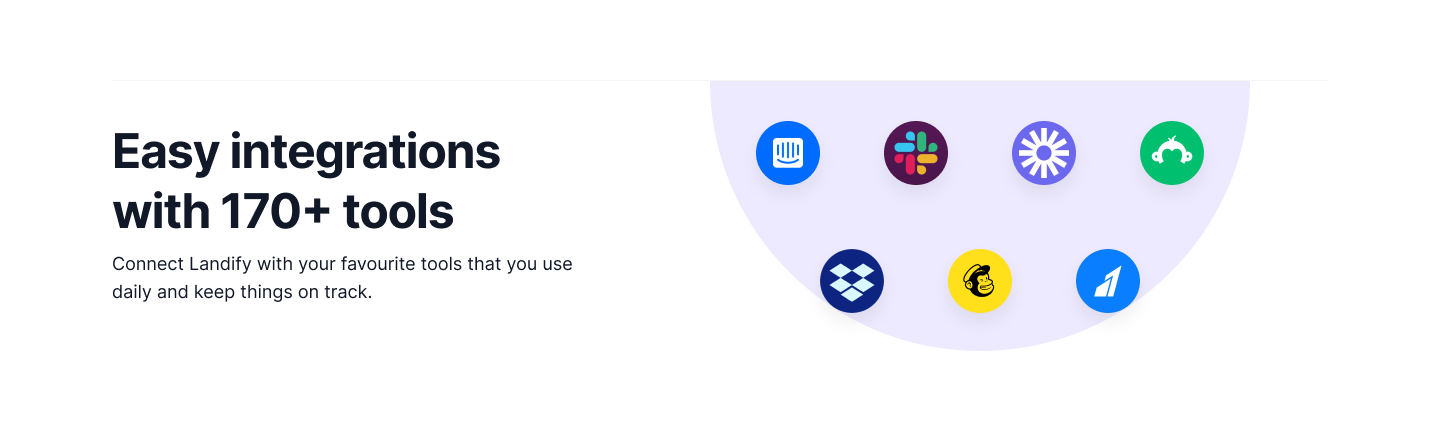 Easy integrations
with 170+ tools
Connect Landify with your favourite tools that you use
daily and keep things on track.